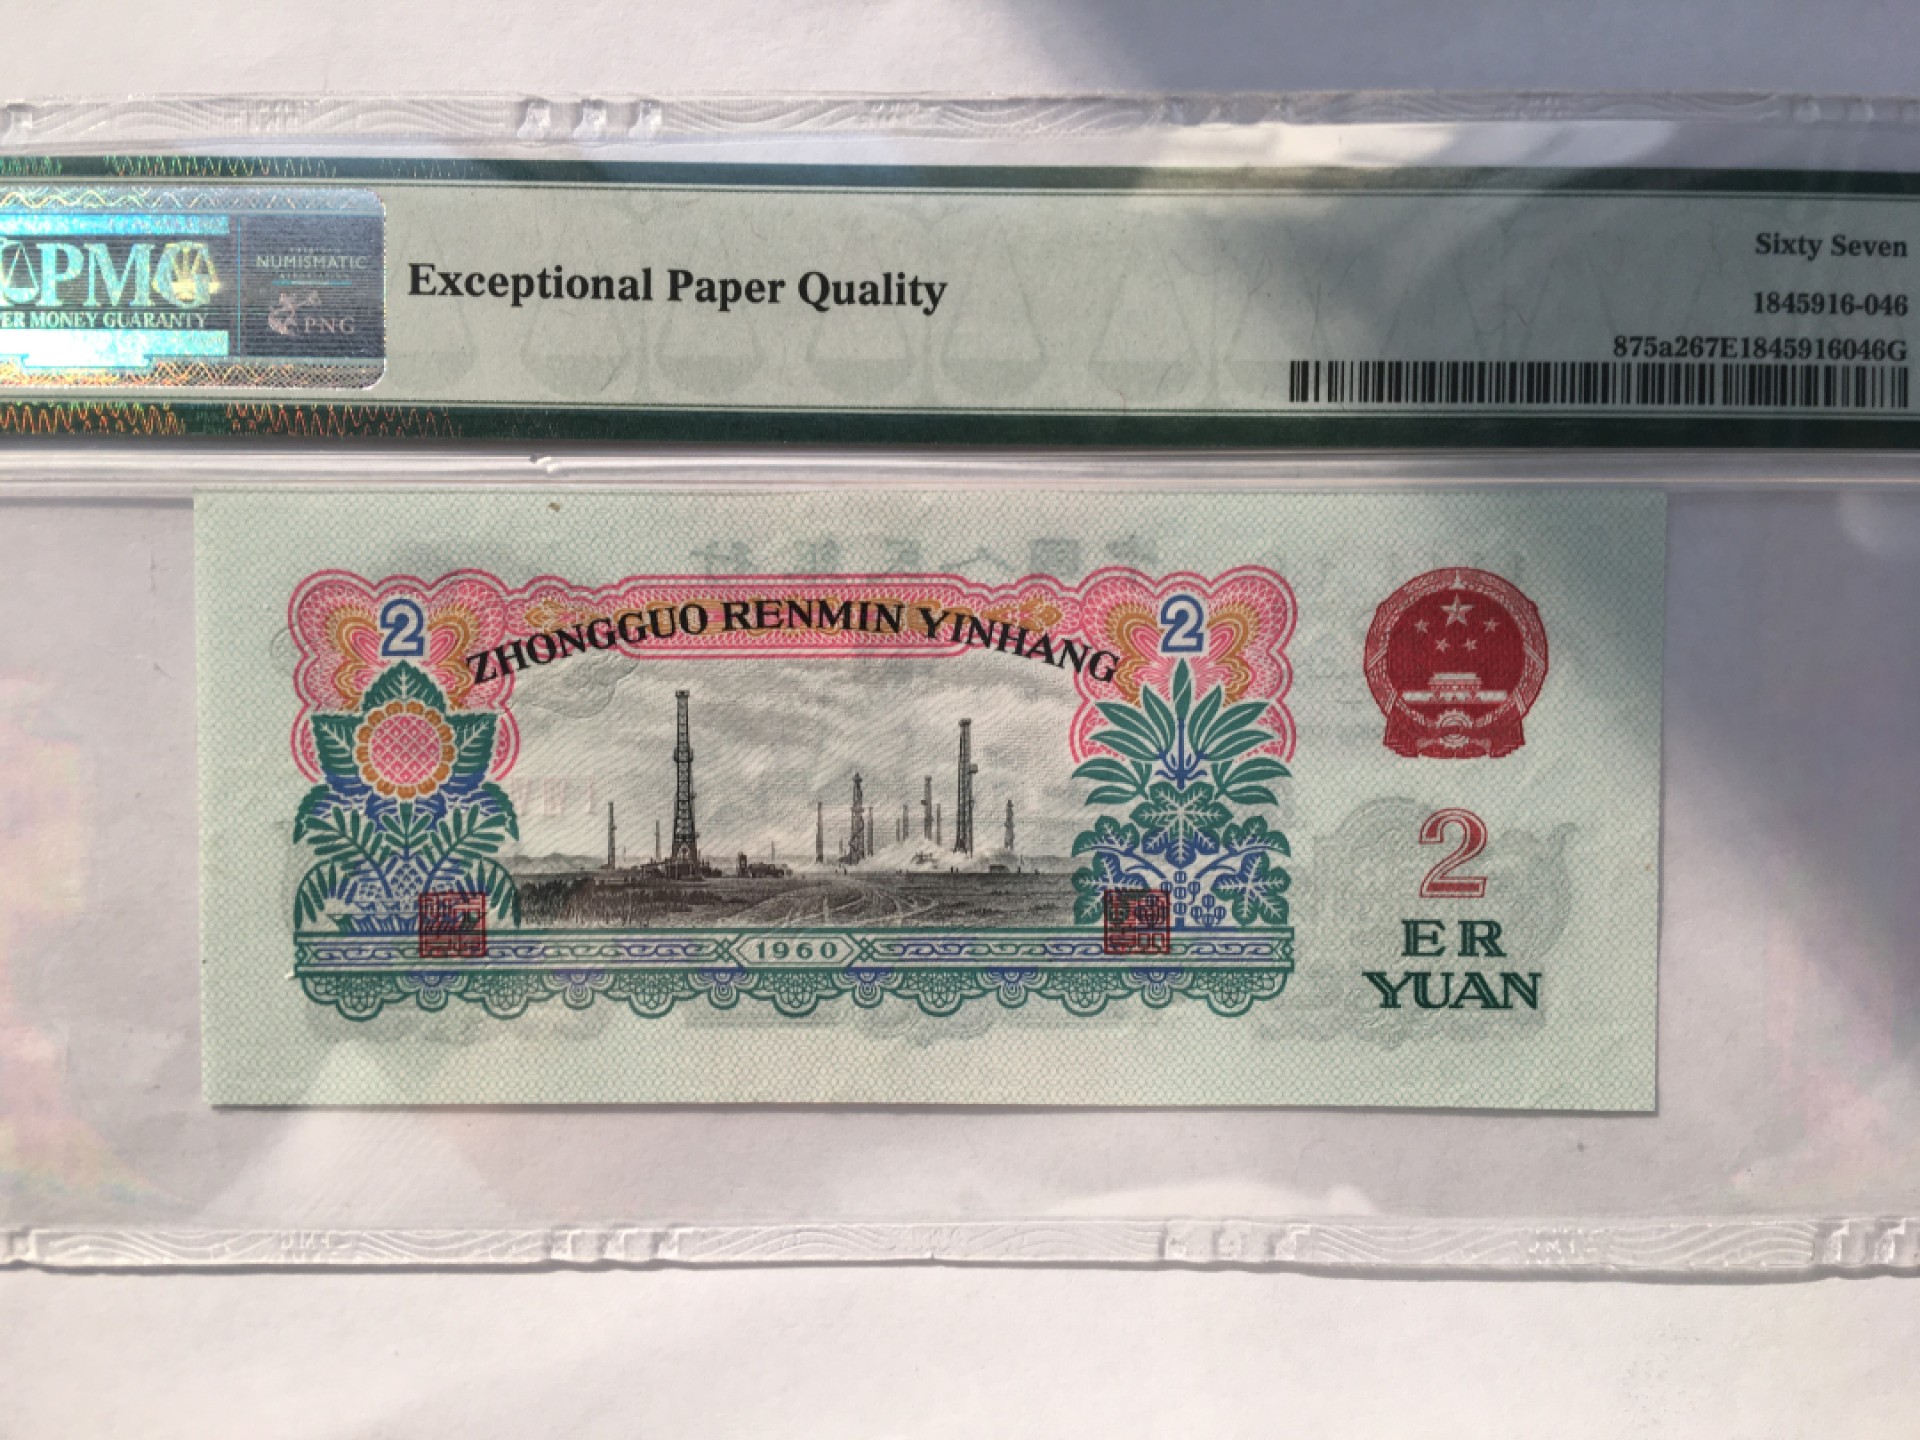 PMG
NUMISMATIC
PNG
ER MONEY GUARANTY
Exceptional Paper Quality
Sixty Seven
1845916-046
875a267E1845916046G
2
2
ZHONGGUO RENMIN YINHANG
1960
2
ER
YUAN